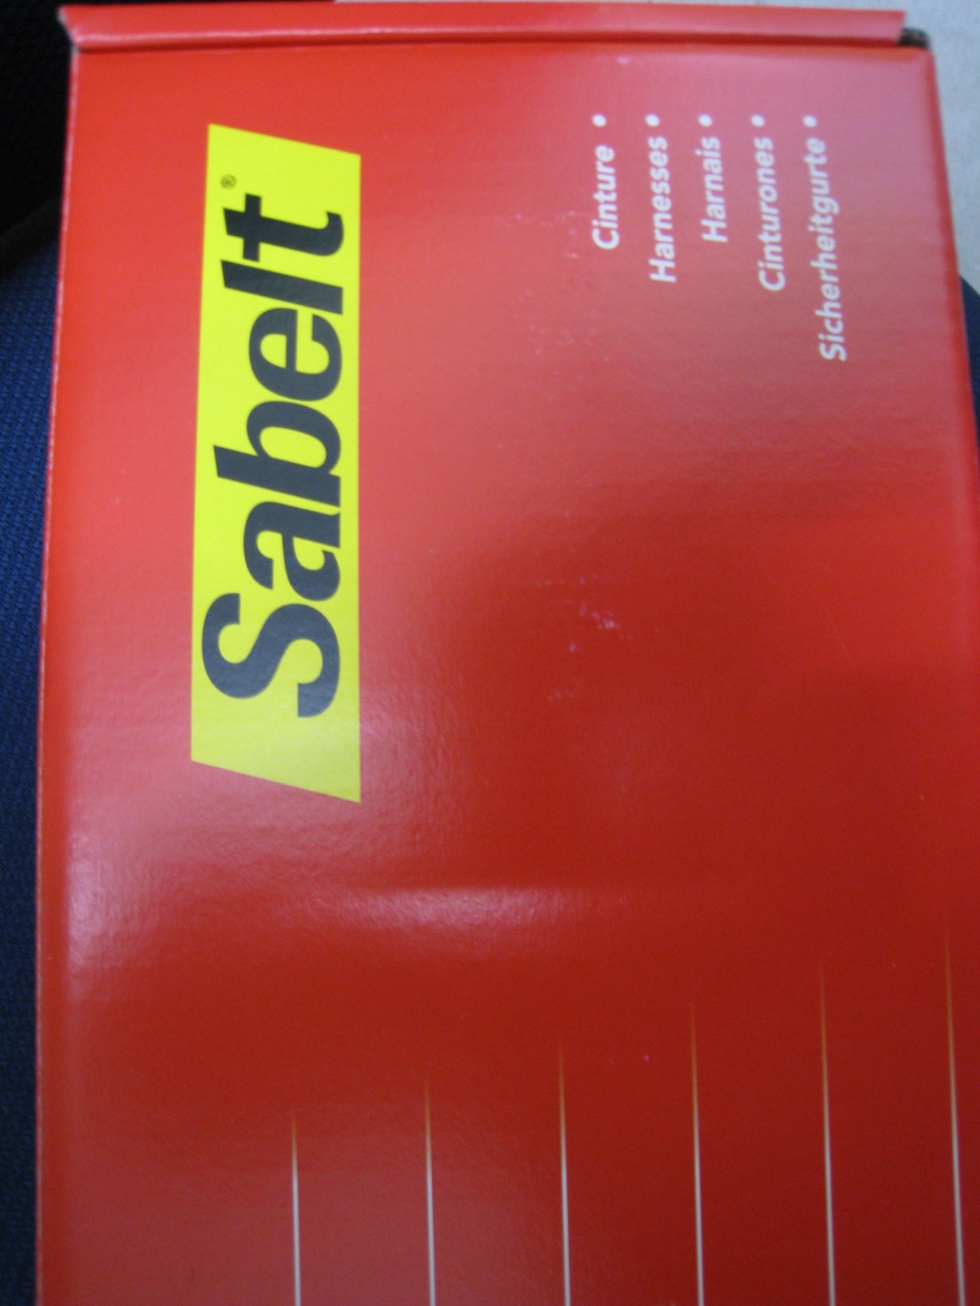 Sabelt®
Cinture •
Harnesses •
Harnais •
Cinturones •
Sicherheitgurte •